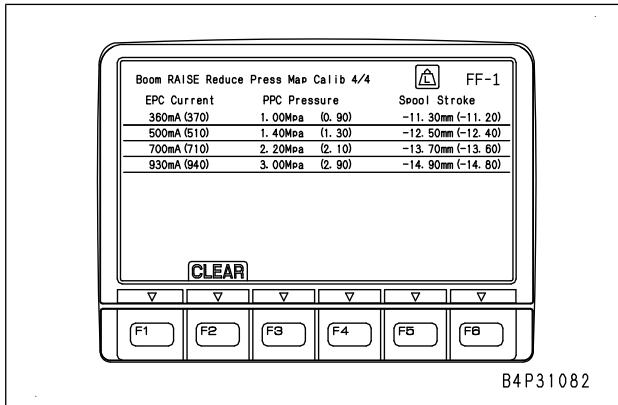 Boom RAISE Reduce Press Map Calib 4/4 L FF-1
EPC Current PPC Pressure Spool Stroke
360mA (370) 1. 00Mpa (0. 90) -11. 30mm (-11. 20)
500mA (510) 1. 40Mpa (1. 30) -12. 50mm (-12. 40)
700mA (710) 2. 20Mpa (2. 10) -13. 70mm (-13. 60)
930mA (940) 3. 00Mpa (2. 90) -14. 90mm (-14. 80)
CLEAR
F1 F2 F3 F4 F5 F6
B4P31082